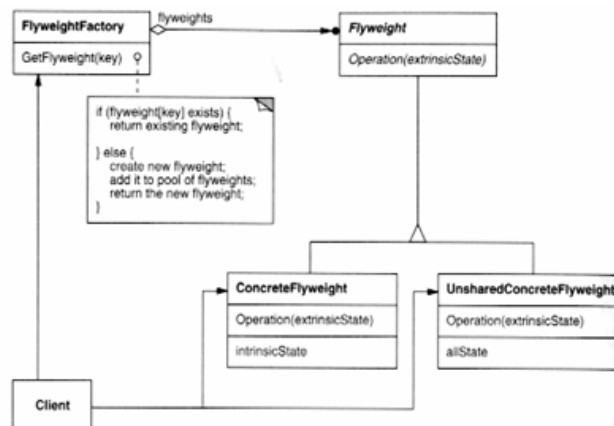 FlyweightFactory
flyweights
Flyweight
GetFlyweight(key)
Operation(extrinsicState)
if (flyweight[key] exists) {
return existing flyweight;
} else {
create new flyweight;
add it to pool of flyweights;
return the new flyweight;
}
ConcreteFlyweight
Operation(extrinsicState)
intrinsicState
UnsharedConcreteFlyweight
Operation(extrinsicState)
allState
Client